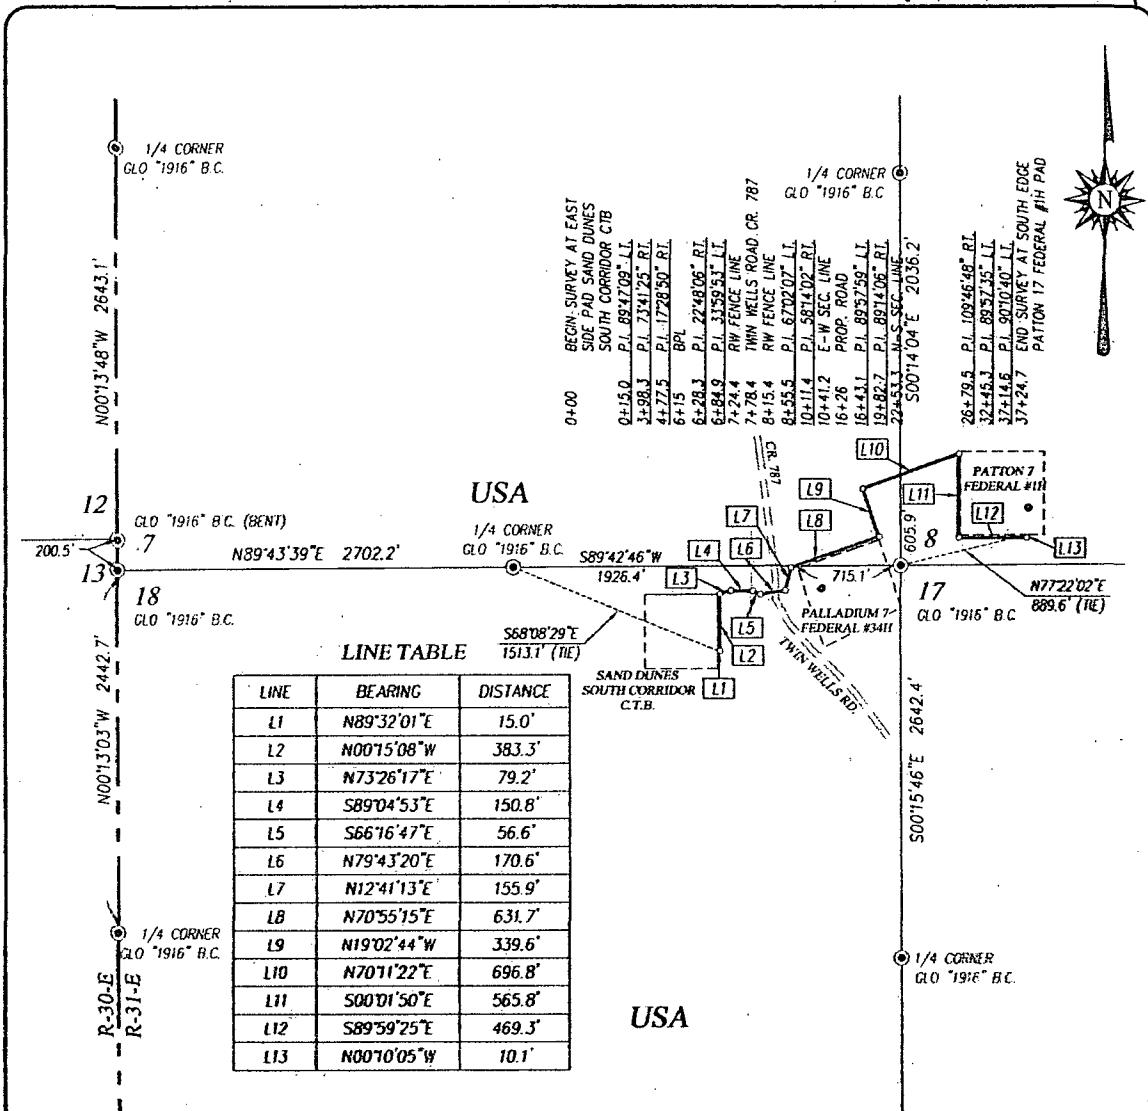 1/4 CORNER
GLO "1916" B.C.
1/4 CORNER
GLO "1916" B.C
N
N00°13'48"W 2643.1'
0+00 BEGIN SURVEY AT EAST
SIDE PAD SAND DUNES
SOUTH CORRIDOR CTB
0+15.0 P.I. 89°47'09" LT.
3+98.3 P.I. 73°41'25" RT.
4+77.5 P.I. 17°28'50" RT.
6+15 BPL
6+28.3 P.I. 22°48'06" RT.
6+84.9 P.I. 33°59'53" LT.
7+24.4 RW FENCE LINE
7+78.4 TWIN WELLS ROAD CR. 787
8+15.4 RW FENCE LINE
8+55.5 P.I. 67°02'07" LT.
10+11.4 P.I. 58°14'02" RT.
10+41.2 E-W SEC. LINE
16+26 PROP. ROAD
16+43.1 P.I. 89°57'59" LT.
19+82.7 P.I. 89°14'06" RT.
22+53.3 N-S SEC. LINE
S00°14'04"E 2036.2'
26+79.5 P.I. 109°46'48" RT.
32+45.3 P.I. 89°57'35" LT.
37+14.6 P.I. 90°10'40" LT.
37+24.7 END SURVEY AT SOUTH EDGE
PATTON 17 FEDERAL #1H PAD
CR. 787
L10
L9
L11
PATTON 7
FEDERAL #1H
USA
12
GLO "1916" B.C. (BENT)
1/4 CORNER
GLO "1916" B.C.
L7
L8
L12
605.9'
8
L13
200.5'
7
N89°43'39"E 2702.2'
S89°42'46"W
1926.4'
L4
L6
L3
715.1'
13
18
GLO "1916" B.C.
17
GLO "1916" B.C.
N77°22'02"E
889.6' (TIE)
PALLADIUM 7
FEDERAL #34H
L5
L2
S68°08'29"E
1513.1' (TIE)
TWIN WELLS RD.
SAND DUNES
SOUTH CORRIDOR
C.T.B.
L1
N00°13'03"W 2442.7'
S00°15'46"E 2642.4'
LINE TABLE
LINE BEARING DISTANCE
L1 N89°32'01"E 15.0'
L2 N00°15'08"W 383.3'
L3 N73°26'17"E 79.2'
L4 S89°04'53"E 150.8'
L5 S66°16'47"E 56.6'
L6 N79°43'20"E 170.6'
L7 N12°41'13"E 155.9'
L8 N70°55'15"E 631.7'
L9 N19°02'44"W 339.6'
L10 N70°11'22"E 696.8'
L11 S00°01'50"E 565.8'
L12 S89°59'25"E 469.3'
L13 N00°10'05"W 10.1'
1/4 CORNER
GLO "1916" B.C.
1/4 CORNER
GLO "1916" B.C.
R-30-E
R-31-E
USA